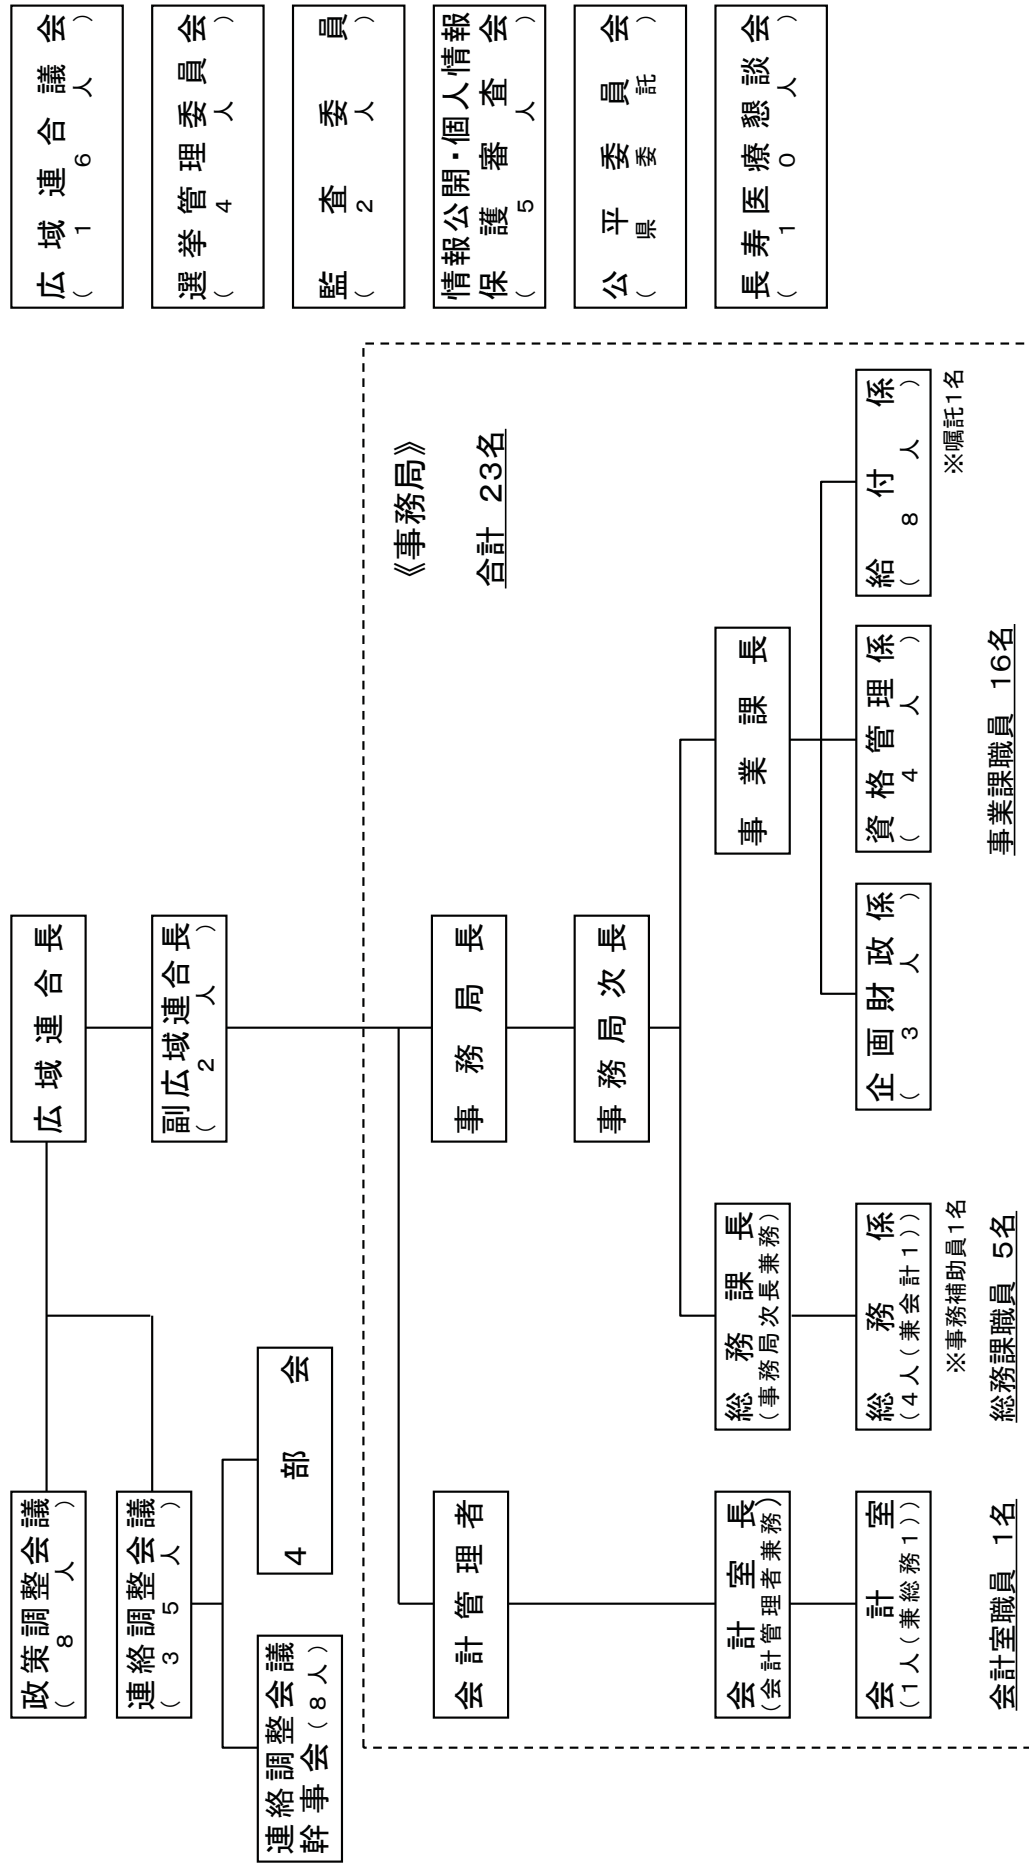 広域連合議会
(16人)
選挙管理委員会
(4人)
監査委員
(2人)
情報公開・個人情報
保護審査会
(5人)
公平委員会
(県委託)
長寿医療懇談会
(10人)
広域連合長
副広域連合長
(2人)
政策調整会議
(8人)
連絡調整会議
(35人)
連絡調整会議
幹事会(8人)
4部会
《事務局》
合計 23名
事務局長
事務局次長
会計管理者
事業課長
総務課長
(事務局次長兼務)
会計室長
(会計管理者兼務)
給付係
(8人)
※嘱託1名
資格管理係
(4人)
企画財政係
(3人)
事業課職員 16名
総務係
(4人(兼会計1))
※事務補助員1名
総務課職員 5名
会計室
(1人(兼総務1))
会計室職員 1名